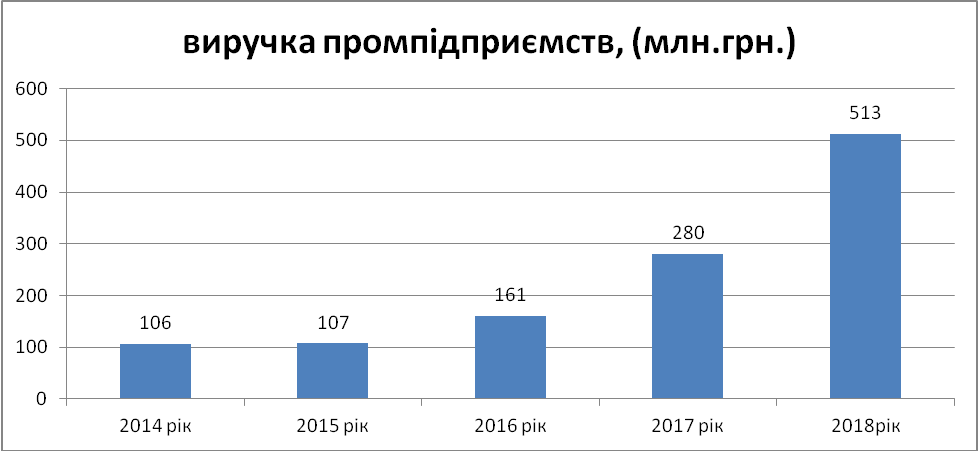 виручка промпідприємств, (млн.грн.)
600
500
400
300
200
100
0
106
107
161
280
513
2014 рік
2015 рік
2016 рік
2017 рік
2018рік